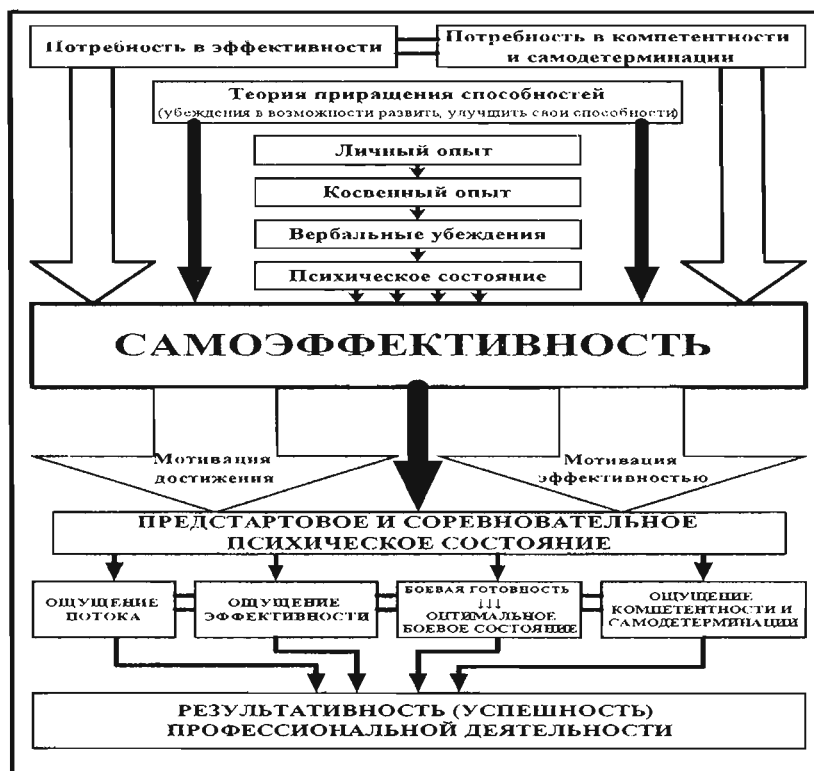 Потребность в эффективности
Потребность в компетентности
и самодетерминации
Теория приращения способностей
(убеждения в возможности развить, улучшить свои способности)
Личный опыт
Косвенный опыт
Вербальные убеждения
Психическое состояние
САМОЭФФЕКТИВНОСТЬ
Мотивация
достижения
Мотивация
эффективностью
ПРЕДСТАРТОВОЕ И СОРЕВНОВАТЕЛЬНОЕ
ПСИХИЧЕСКОЕ СОСТОЯНИЕ
ОЩУЩЕНИЕ
ПОТОКА
ОЩУЩЕНИЕ
ЭФФЕКТИВНОСТИ
БОЕВАЯ ГОТОВНОСТЬ
↓↓↓
ОПТИМАЛЬНОЕ
БОЕВОЕ СОСТОЯНИЕ
ОЩУЩЕНИЕ
КОМПЕТЕНТНОСТИ И
САМОДЕТЕРМИНАЦИИ
РЕЗУЛЬТАТИВНОСТЬ (УСПЕШНОСТЬ)
ПРОФЕССИОНАЛЬНОЙ ДЕЯТЕЛЬНОСТИ